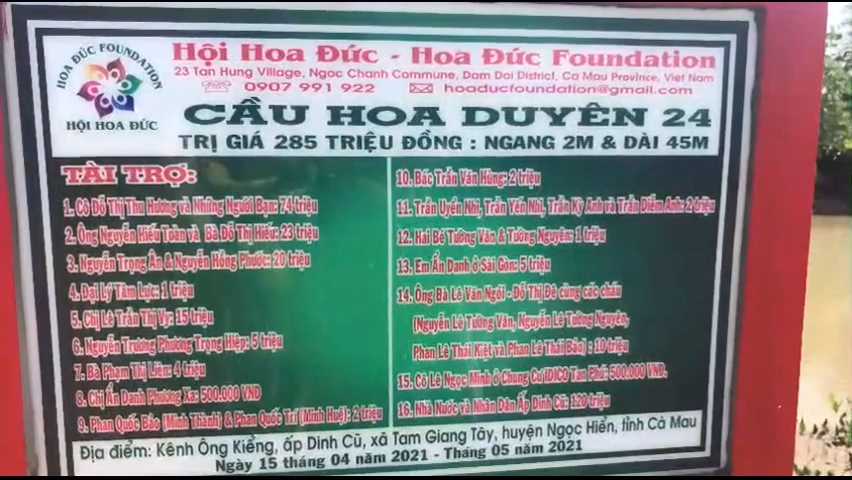 HOA ĐỨC FOUNDATION
HỘI HOA ĐỨC
HỘI HOA ĐỨC - HOA ĐỨC FOUNDATION
23 Tan Hung Village, Ngoc Chanh Commune, Dam Doi District, Ca Mau Province, Viet Nam
0907 991 922 hoaducfoundation@gmail.com
CẦU HOA DUYÊN 24
TRỊ GIÁ 285 TRIỆU ĐỒNG : NGANG 2M & DÀI 45M
TÀI TRỢ:
1. Cô Đỗ Thị Thu Hương và Những Người Bạn: 74 triệu
2. Ông Nguyễn Hiếu Toàn và Bà Đỗ Thị Hiếu: 23 triệu
3. Nguyễn Trọng Ân & Nguyễn Hồng Phước: 20 triệu
4. Đại Lý Tâm Lực: 1 triệu
5. Chị Lê Trần Thị Vy: 15 triệu
6. Nguyễn Trương Phương Trọng Hiệp: 5 triệu
7. Bà Phạm Thị Liên: 4 triệu
8. Chị Ẩn Danh Phương Xa: 500.000 VNĐ
9. Phan Quốc Bảo (Minh Thành) & Phan Quốc Trí (Minh Huệ): 2 triệu
10. Bác Trần Văn Hùng: 2 triệu
11. Trần Uyển Nhi, Trần Yến Nhi, Trần Kỳ Anh và Trần Diễm Anh: 2 triệu
12. Hai Bé Tường Vân & Tường Nguyên: 1 triệu
13. Em Ẩn Danh ở Sài Gòn: 5 triệu
14. Ông Bà Lê Văn Ngôi - Đỗ Thị Đê cùng các cháu
(Nguyễn Lê Tường Vân, Nguyễn Lê Tường Nguyên,
Phan Lê Thái Kiệt và Phan Lê Thái Bảo) : 10 triệu
15. Cô Lê Ngọc Minh ở Chung Cư IDICO Tân Phú: 500.000 VNĐ.
16. Nhà Nước và Nhân Dân Ấp Dinh Cũ: 120 triệu
Địa điểm: Kênh Ông Kiểng, ấp Dinh Cũ, xã Tam Giang Tây, huyện Ngọc Hiển, tỉnh Cà Mau
Ngày 15 tháng 04 năm 2021 - Tháng 05 năm 2021